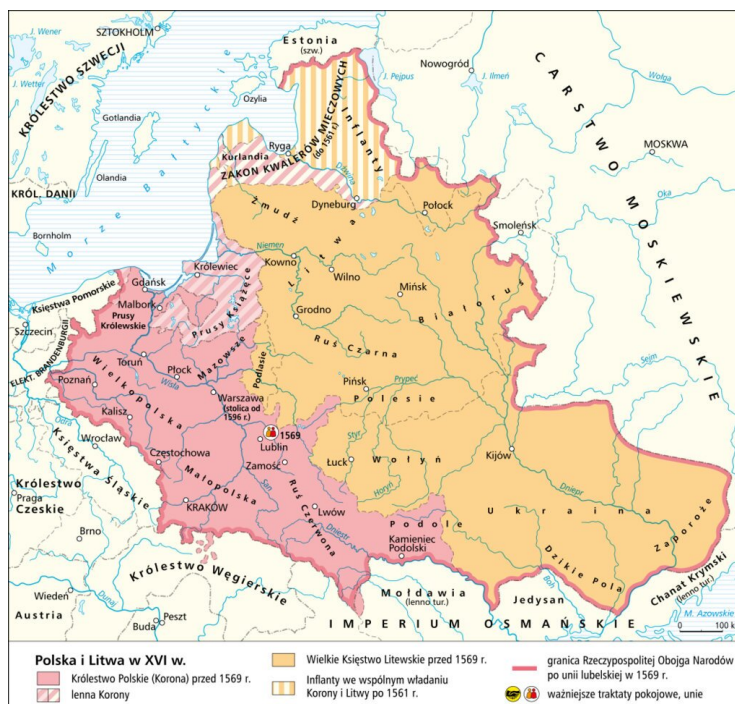 J. Wener
SZTOKHOLM
KRÓLESTWO SZWECJI
J. Wetter
Estonia
(szw.)
J. Pejpus
Nowogród
J. Ilmeń
Wołga
CARSTWO MOSKIEWSKIE
Ozylia
Gotlandia
Inflanty
ZAKON KAWALERÓW MIECZOWYCH
(do 1561 r.)
Ryga
Kurlandia
Dźwina
MOSKWA
Olandia
KRÓL. DANII
Dyneburg
Połock
Oka
Żmudź
Smoleńsk
Bornholm
Morze Bałtyckie
Niemen
Kowno
Litwa
Wilno
Królewiec
Gdańsk
Mińsk
Białoruś
Księstwa Pomorskie
Malbork
Prusy
Królewskie
Prusy Książęce
Grodno
Szczecin
ELEKT. BRANDENBURGII
Toruń
Mazowsze
Ruś Czarna
Sejm
Płock
Podlasie
Poznań
Wielkopolska
Wisła
Pińsk
Prypeć
Warszawa
(stolica od
1596 r.)
Polesie
Kalisz
Odra
1569
Styr
Lublin
Wrocław
Księstwa Śląskie
Częstochowa
Zamość
Łuck
Wołyń
Kijów
Małopolska
San
Horyń
Dniepr
Królestwo
Czeskie
Praga
KRAKÓW
Lwów
Ukraina
Ruś Czerwona
Zaporoże
Podole
Dniestr
Brno
Kamieniec
Podolski
Dzikie Pola
Królestwo Węgierskie
Boh
Chanat Krymski
(lenno tur.)
Wieden
Dunaj
Mołdawia
(lenno tur.)
Jedysan
Austria
Peszt
Buda
M. Azowskie
IMPERIUM OSMAŃSKIE
0 100 k
Polska i Litwa w XVI w.
Królestwo Polskie (Korona) przed 1569 r.
lenna Korony
Wielkie Księstwo Litewskie przed 1569 r.
Inflanty we wspólnym władaniu
Korony i Litwy po 1561 r.
granica Rzeczypospolitej Obojga Narodów
po unii lubelskiej w 1569 r.
ważniejsze traktaty pokojowe, unie